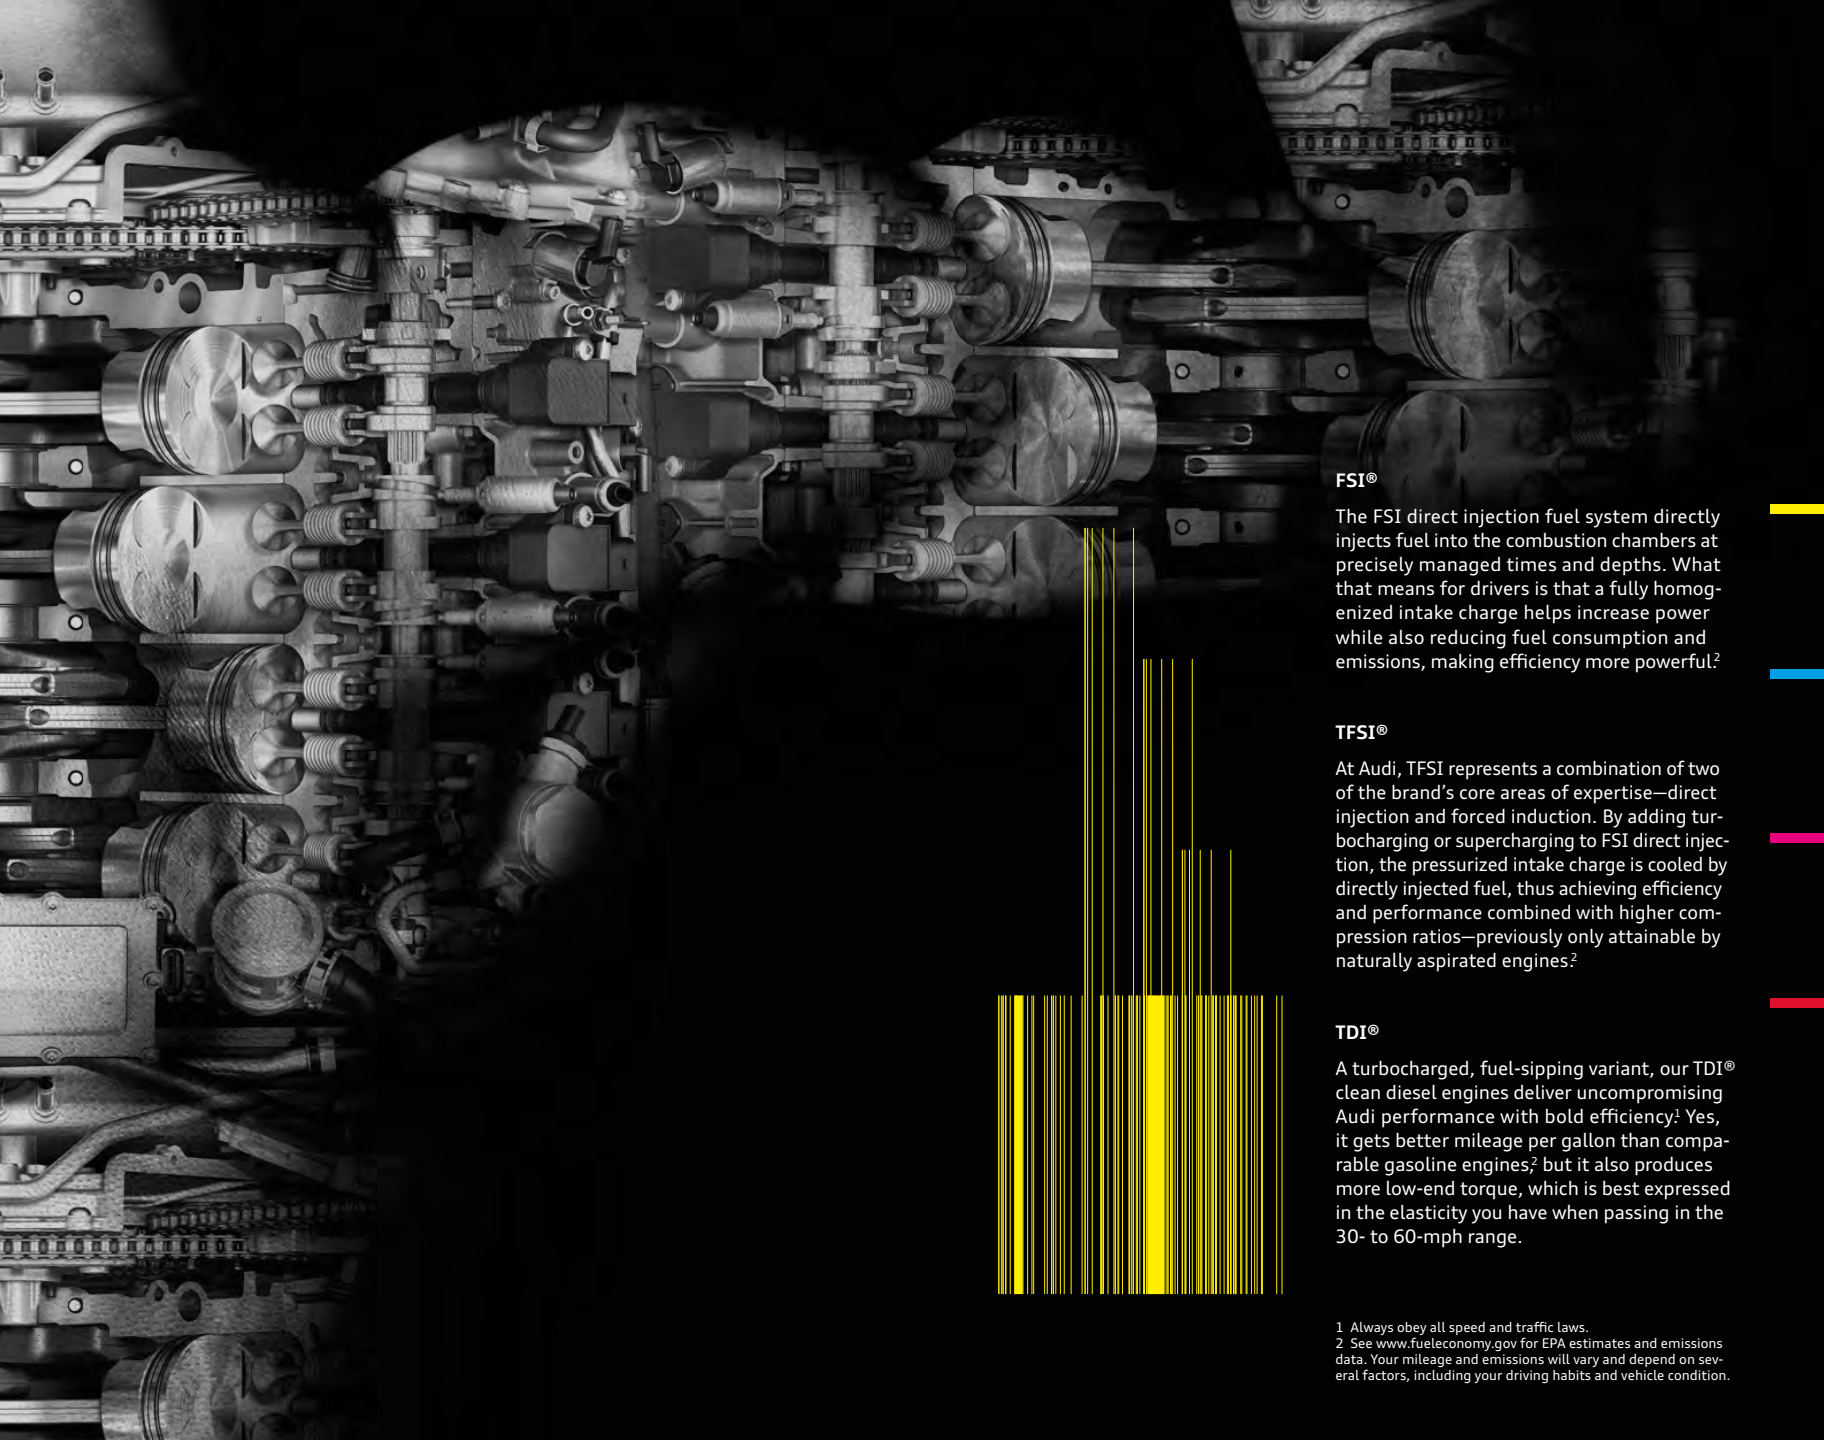 FSI®
The FSI direct injection fuel system directly
injects fuel into the combustion chambers at
precisely managed times and depths. What
that means for drivers is that a fully homog-
enized intake charge helps increase power
while also reducing fuel consumption and
emissions, making efficiency more powerful.2
TFSI®
At Audi, TFSI represents a combination of two
of the brand’s core areas of expertise—direct
injection and forced induction. By adding tur-
bocharging or supercharging to FSI direct injec-
tion, the pressurized intake charge is cooled by
directly injected fuel, thus achieving efficiency
and performance combined with higher com-
pression ratios—previously only attainable by
naturally aspirated engines.2
TDI®
A turbocharged, fuel-sipping variant, our TDI®
clean diesel engines deliver uncompromising
Audi performance with bold efficiency.1 Yes,
it gets better mileage per gallon than compa-
rable gasoline engines,2 but it also produces
more low-end torque, which is best expressed
in the elasticity you have when passing in the
30- to 60-mph range.
1 Always obey all speed and traffic laws.
2 See www.fueleconomy.gov for EPA estimates and emissions
data. Your mileage and emissions will vary and depend on sev-
eral factors, including your driving habits and vehicle condition.